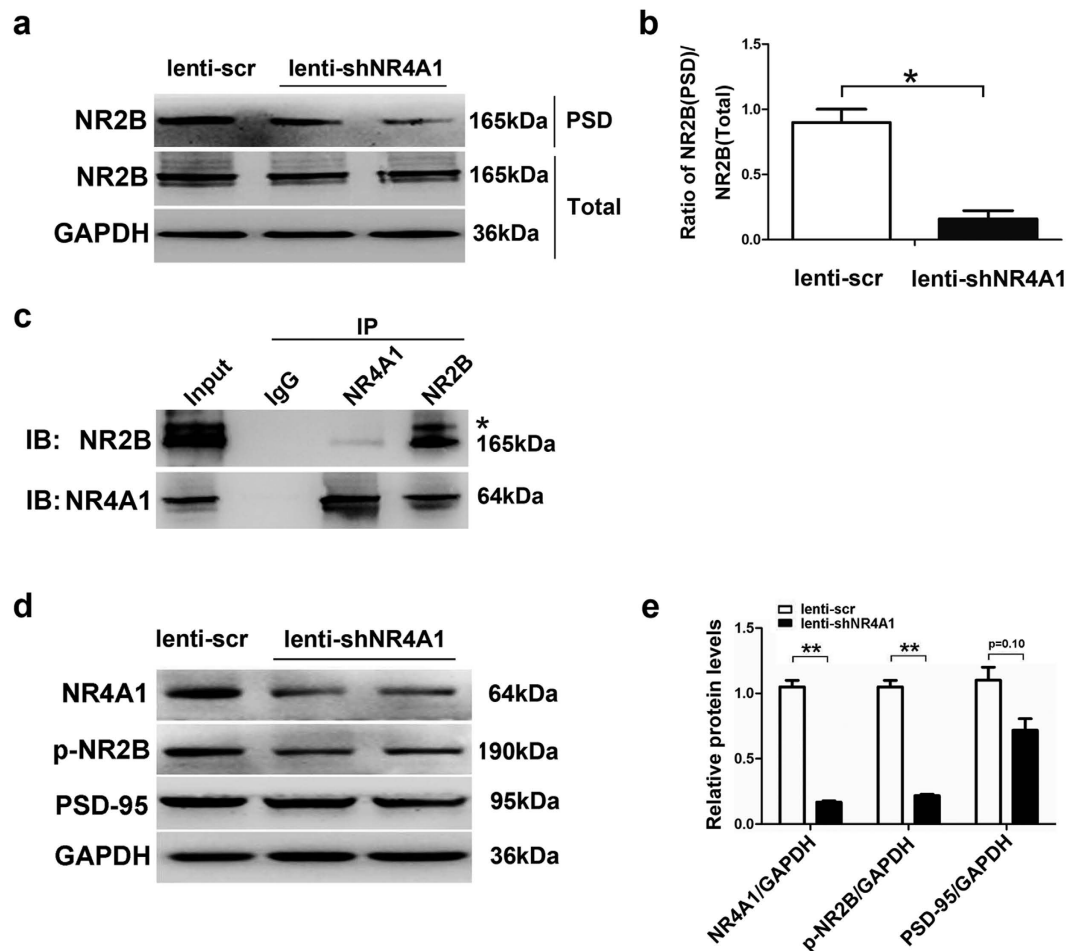 a
lenti-scr lenti-shNR4A1
NR2B 165kDa PSD
NR2B 165kDa
Total
GAPDH 36kDa
b
Ratio of NR2B(PSD)/
NR2B(Total)
1.5
1.0
0.5
0.0
*
lenti-scr lenti-shNR4A1
c
IP
Input IgG NR4A1 NR2B
*
IB: NR2B 165kDa
IB: NR4A1 64kDa
d
lenti-scr lenti-shNR4A1
NR4A1 64kDa
p-NR2B 190kDa
PSD-95 95kDa
GAPDH 36kDa
e
lenti-scr
lenti-shNR4A1
Relative protein levels
1.5
1.0
0.5
0.0
** ** p=0.10
NR4A1/GAPDH
p-NR2B/GAPDH
PSD-95/GAPDH